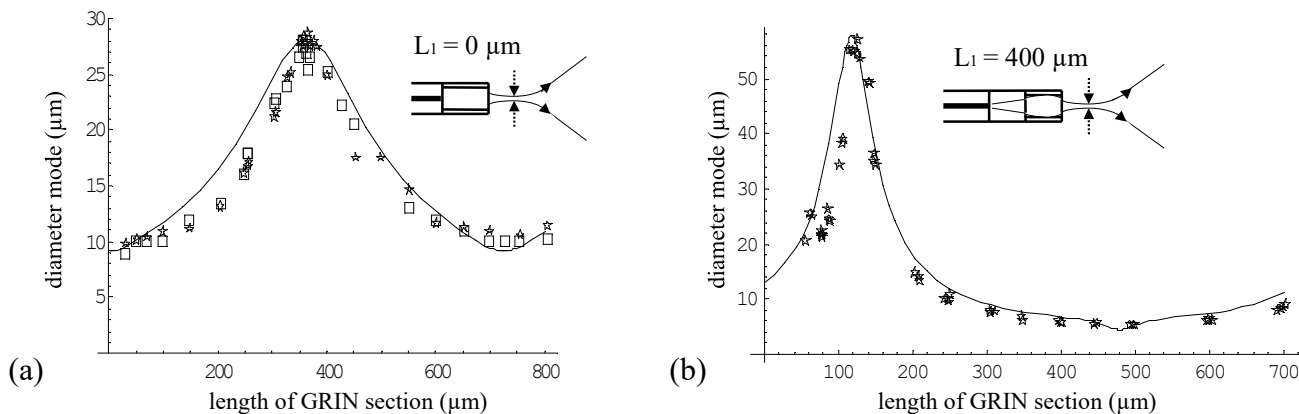 30
25
20
15
10
5
200
400
600
800
diameter mode (µm)
length of GRIN section (µm)
L1 = 0 µm
(a)
50
40
30
20
10
100 200 300 400 500 600 700
diameter mode (µm)
length of GRIN section (µm)
L1 = 400 µm
(b)